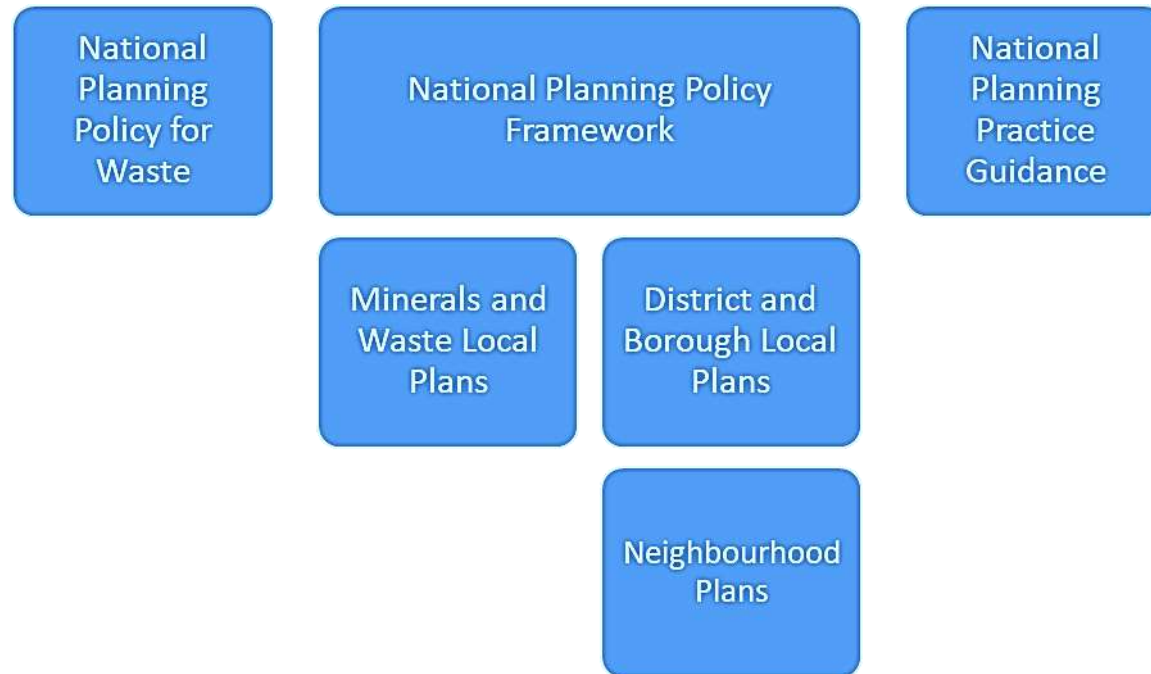 National
Planning
Policy for
Waste
National Planning Policy
Framework
National
Planning
Practice
Guidance
Minerals and
Waste Local
Plans
District and
Borough Local
Plans
Neighbourhood
Plans